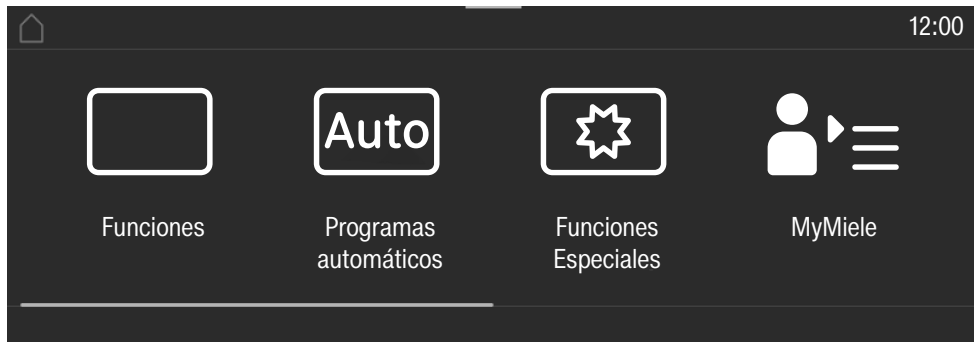 12:00
Auto
Funciones
Programas
automáticos
Funciones
Especiales
MyMiele